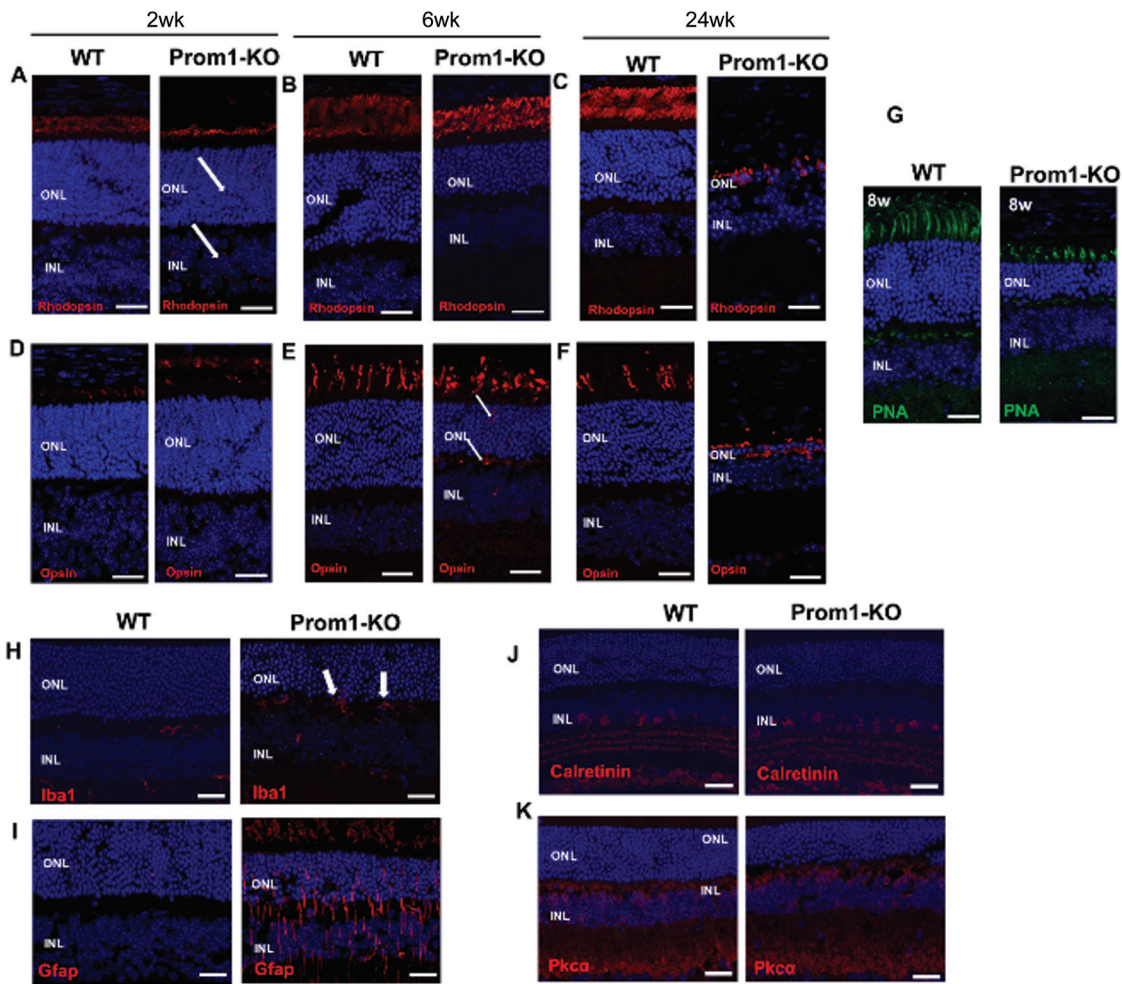 2wk 6wk 24wk
WT Prom1-KO WT Prom1-KO WT Prom1-KO
A B C
ONL ONL ONL ONL ONL ONL
INL INL INL INL INL INL
Rhodopsin Rhodopsin Rhodopsin Rhodopsin Rhodopsin Rhodopsin
G
WT Prom1-KO
8w 8w
ONL ONL
INL INL
PNA PNA
D E F
ONL ONL ONL ONL ONL ONL
INL INL INL INL INL INL
Opsin Opsin Opsin Opsin Opsin Opsin
WT Prom1-KO
H
ONL ONL
INL INL
Iba1 Iba1
I
ONL ONL
INL INL
Gfap Gfap
WT Prom1-KO
J
ONL ONL
INL INL
Calretinin Calretinin
K
ONL ONL
INL INL
Pkcα Pkcα